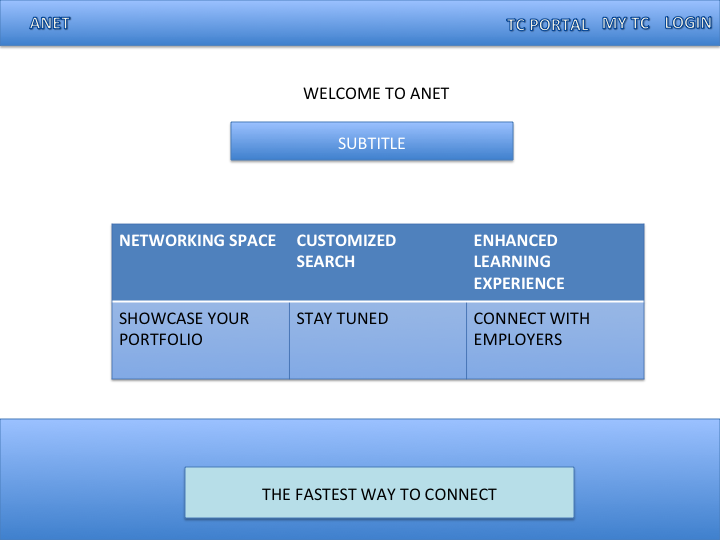 ANET TC PORTAL MY TC LOGIN
WELCOME TO ANET
SUBTITLE
NETWORKING SPACE
CUSTOMIZED
SEARCH
ENHANCED
LEARNING
EXPERIENCE
SHOWCASE YOUR
PORTFOLIO
STAY TUNED
CONNECT WITH
EMPLOYERS
THE FASTEST WAY TO CONNECT